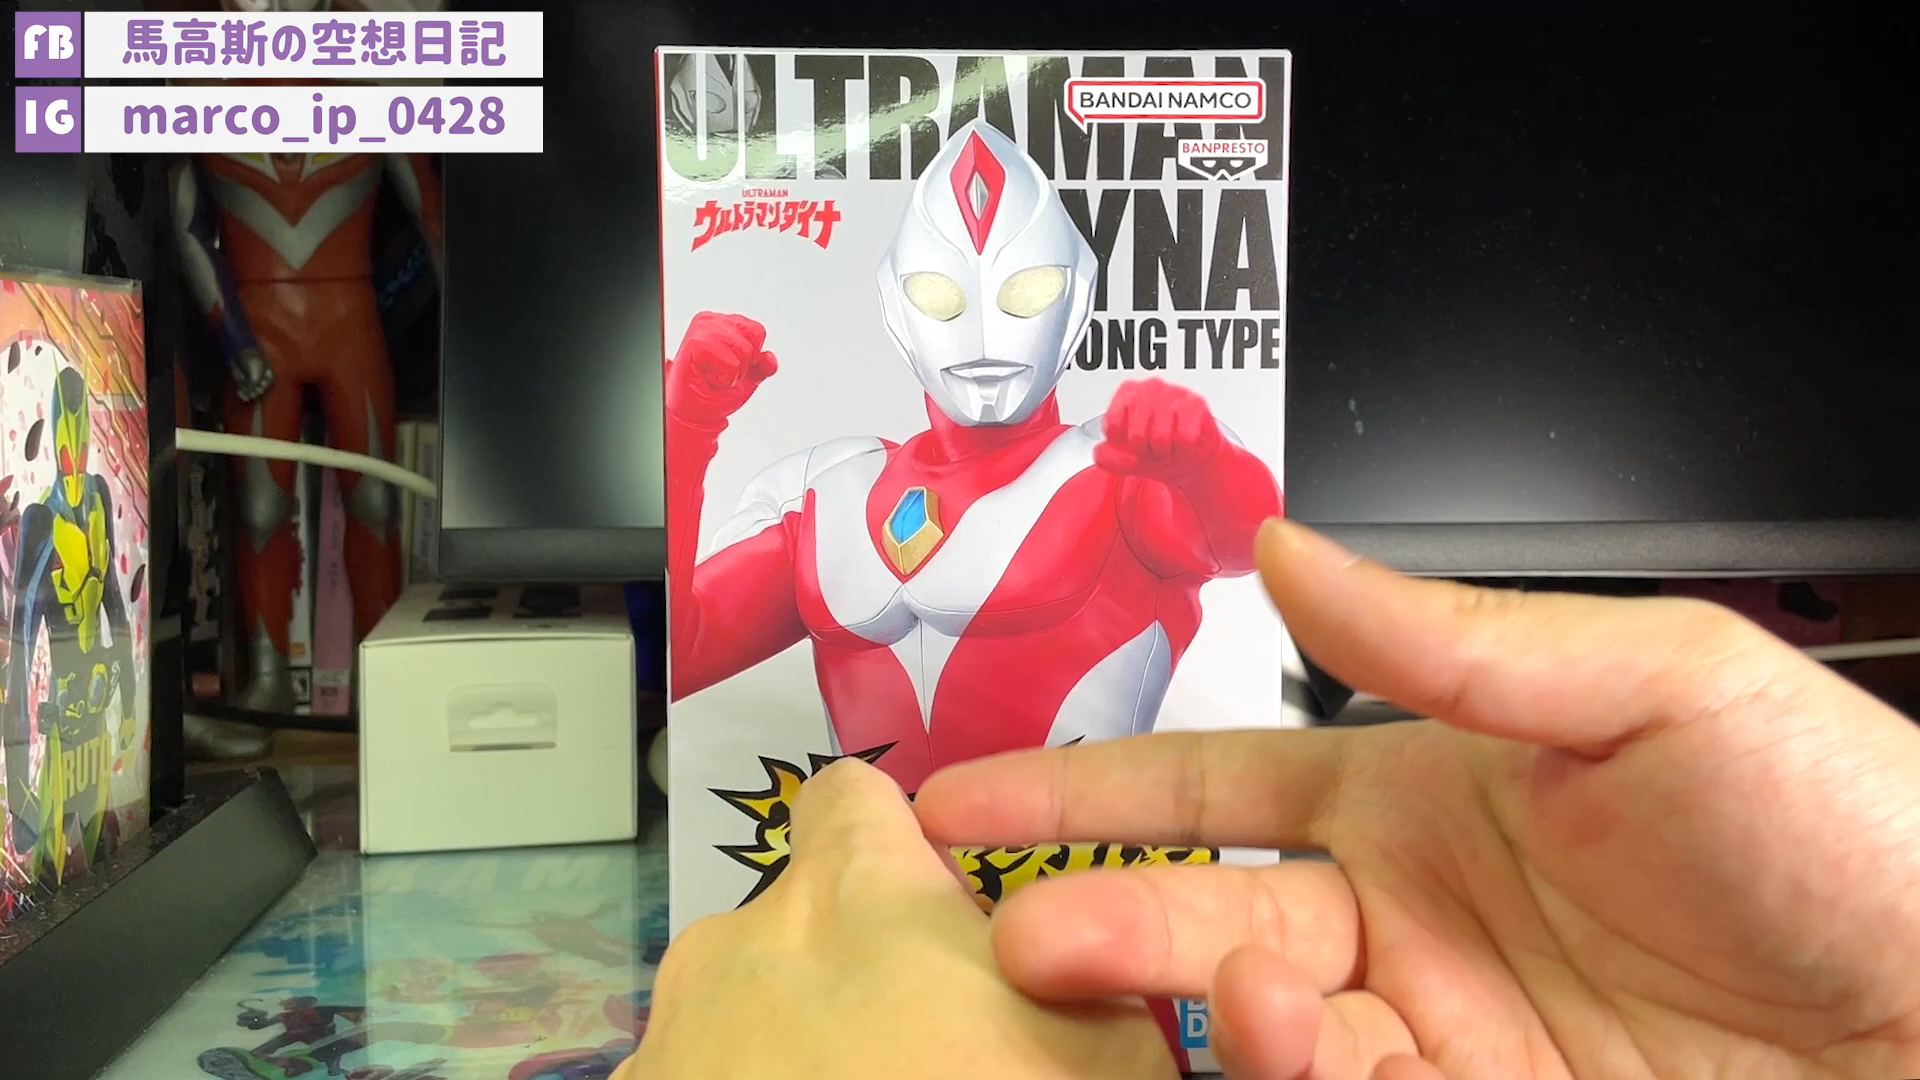 FB 馬高斯の空想日記
IG marco_ip_0428
ULTRAMAN
BANDAI NAMCO
BANPRESTO
ULTRAMAN
ウルトラマンダイナ
YNA
ONG TYPE
RUTO